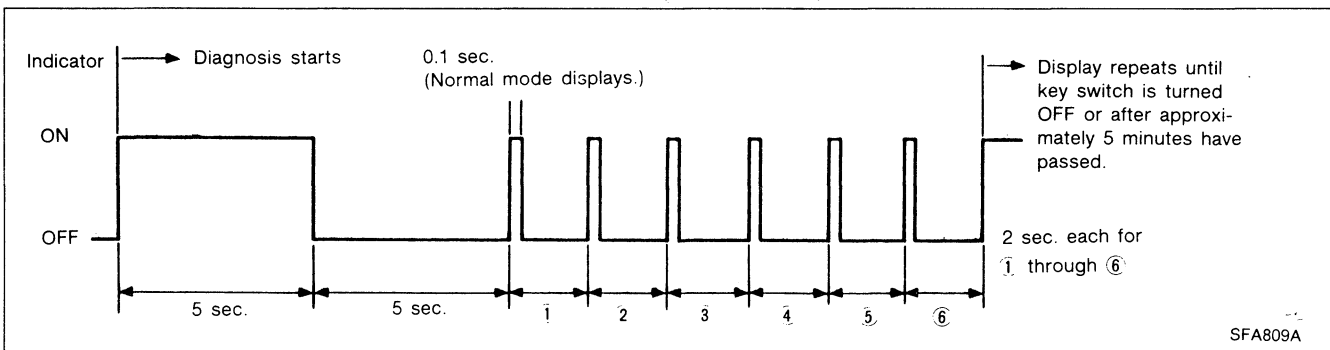 Indicator
Diagnosis starts
0.1 sec.
(Normal mode displays.)
Display repeats until
key switch is turned
OFF or after approxi-
mately 5 minutes have
passed.
ON
OFF
2 sec. each for
① through ⑥
5 sec.
5 sec.
1
2
3
4
5
6
SFA809A